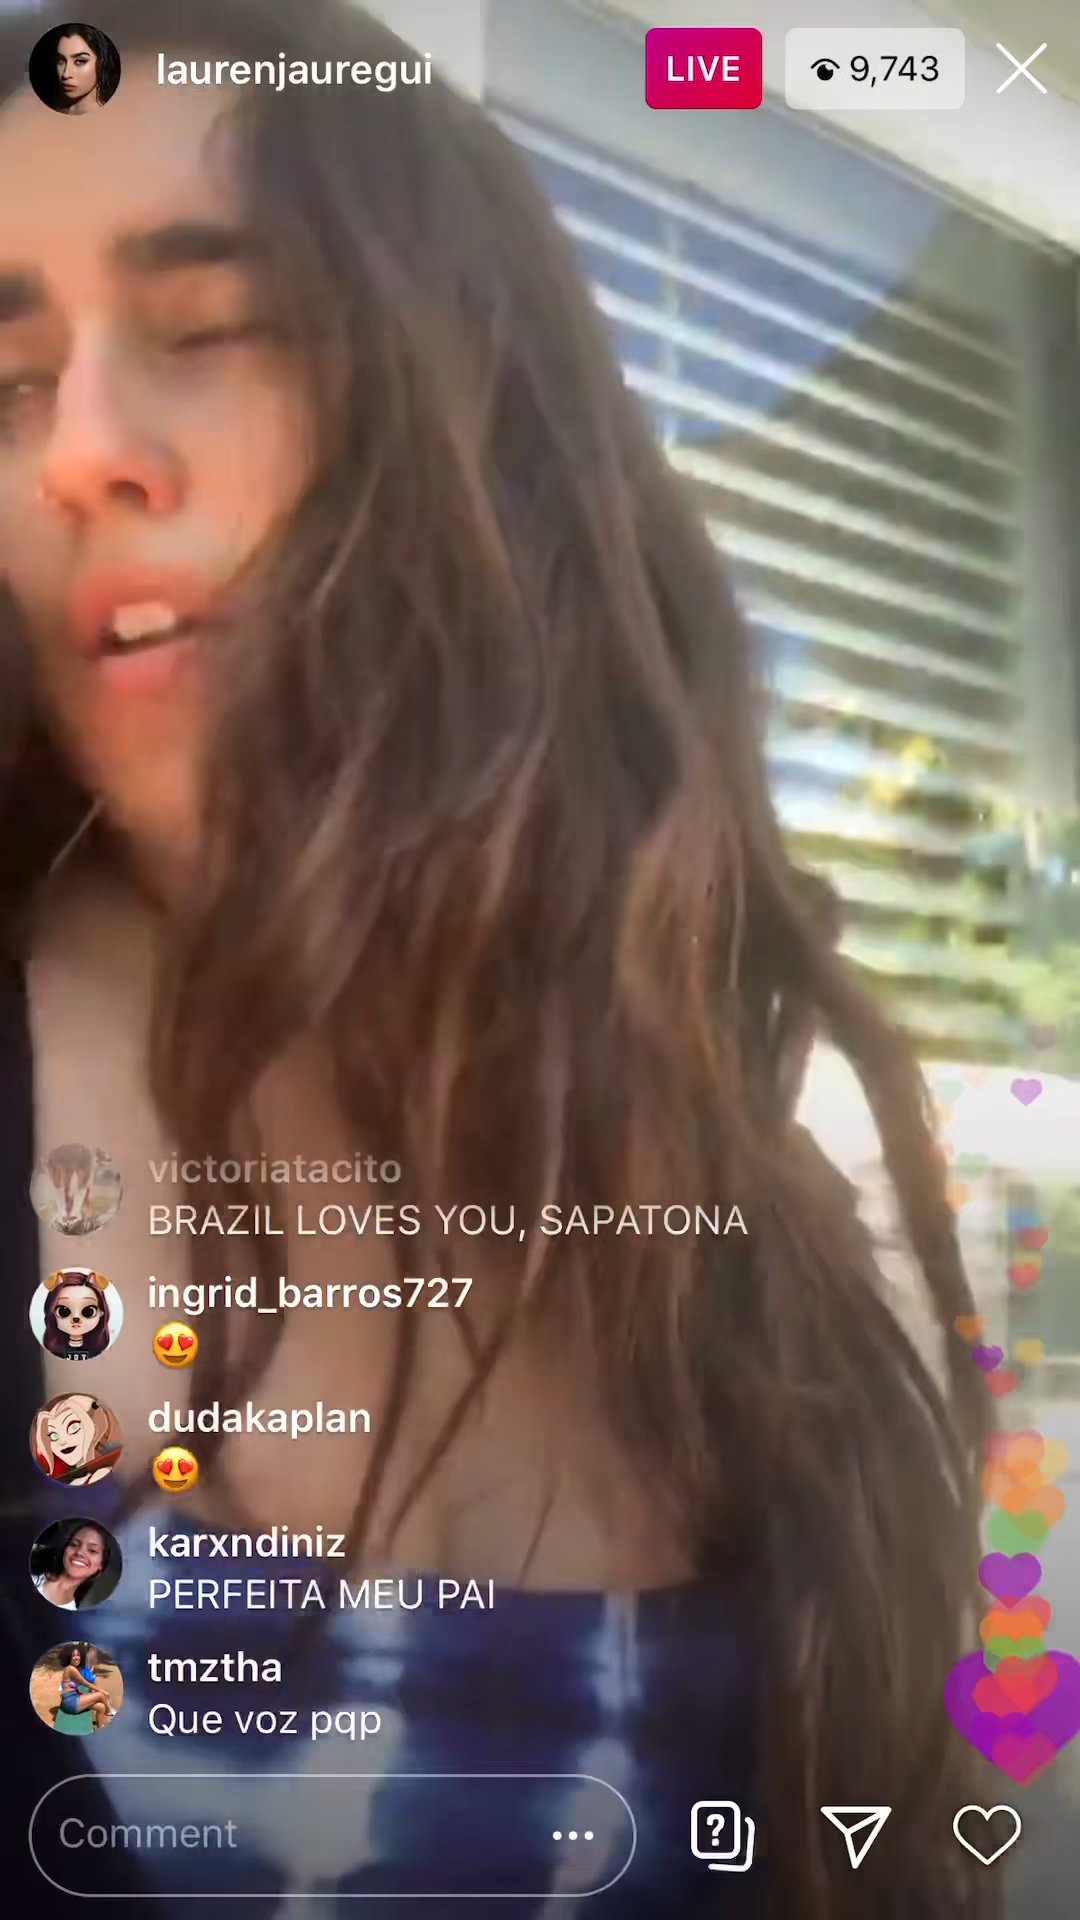 laurenjauregui
LIVE
9,743
victoriatacito
BRAZIL LOVES YOU, SAPATONA
ingrid_barros727
😍
dudakaplan
😍
karxndiniz
PERFEITA MEU PAI
tmztha
Que voz pqp
Comment